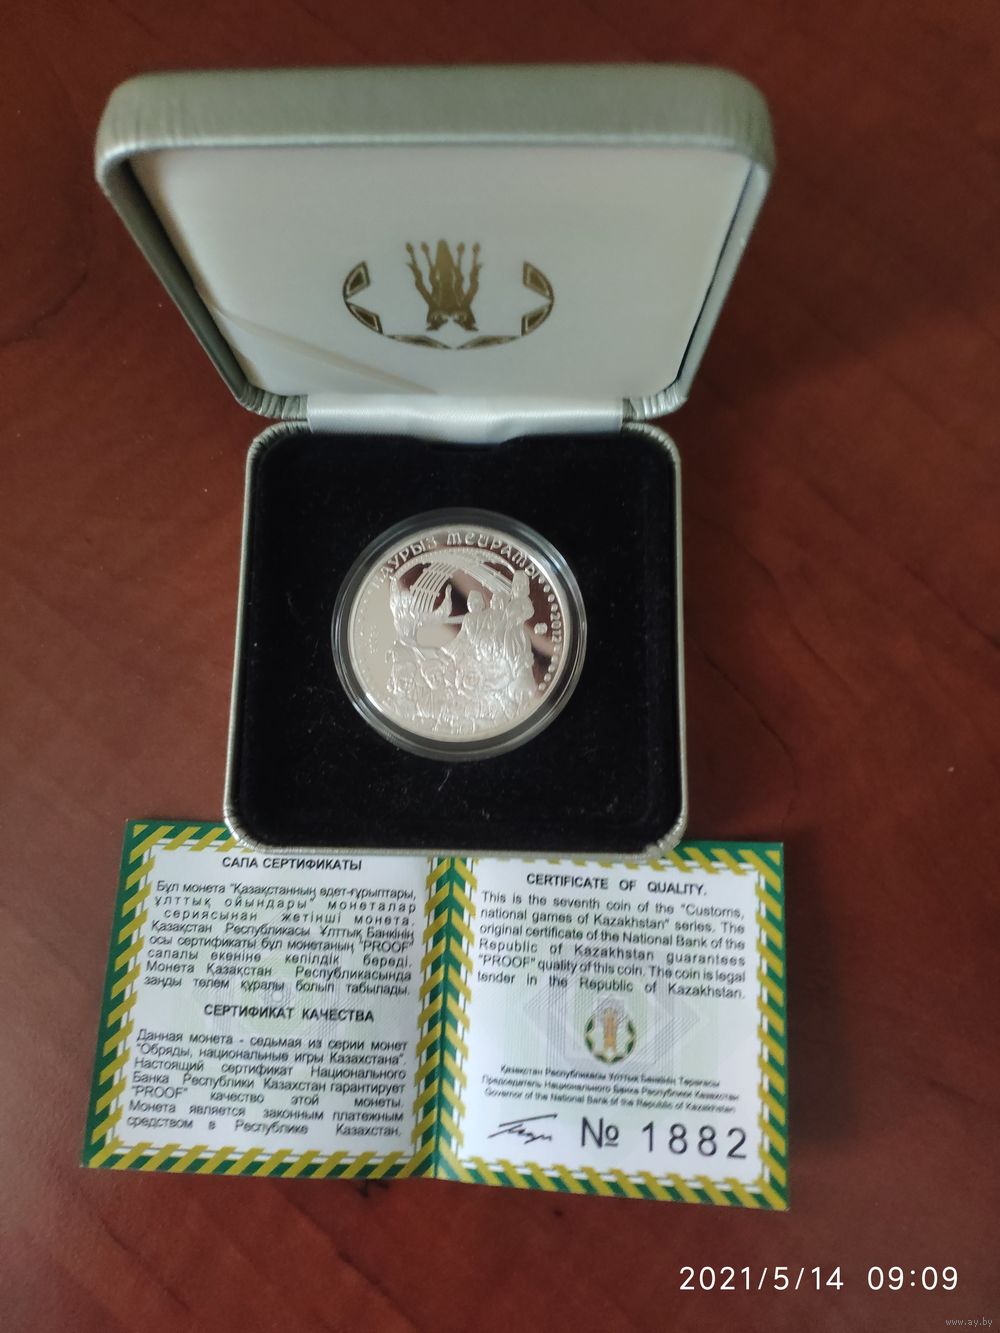 НАУРЫЗ МЕЙРАМЫ
2012
САПА СЕРТИФИКАТЫ
Бұл монета "Қазақстанның әдет-ғұрыптары,
ұлттық ойындары" монеталар
сериясынан жетінші монета.
Қазақстан Республикасы Ұлттық Банкінің
осы сертификаты бұл монетаның "PROOF"
сапалы екеніне кепілдік береді.
Монета Қазақстан Республикасында
заңды төлем құралы болып табылады.
СЕРТИФИКАТ КАЧЕСТВА
Данная монета - седьмая из серии монет
"Обряды, национальные игры Казахстана".
Настоящий сертификат Национального
Банка Республики Казахстан гарантирует
"PROOF" качество этой монеты.
Монета является законным платежным
средством в Республике Казахстан.
CERTIFICATE OF QUALITY.
This is the seventh coin of the "Customs,
national games of Kazakhstan" series. The
original certificate of the National Bank of the
Republic of Kazakhstan guarantees
"PROOF" quality of this coin. The coin is legal
tender in the Republic of Kazakhstan.
Қазақстан Республикасы Ұлттық Банкінің Төрағасы
Председатель Национального Банка Республики Казахстан
Governor of the National Bank of the Republic of Kazakhstan
№ 1882
2021/5/14 09:09
www.ay.by